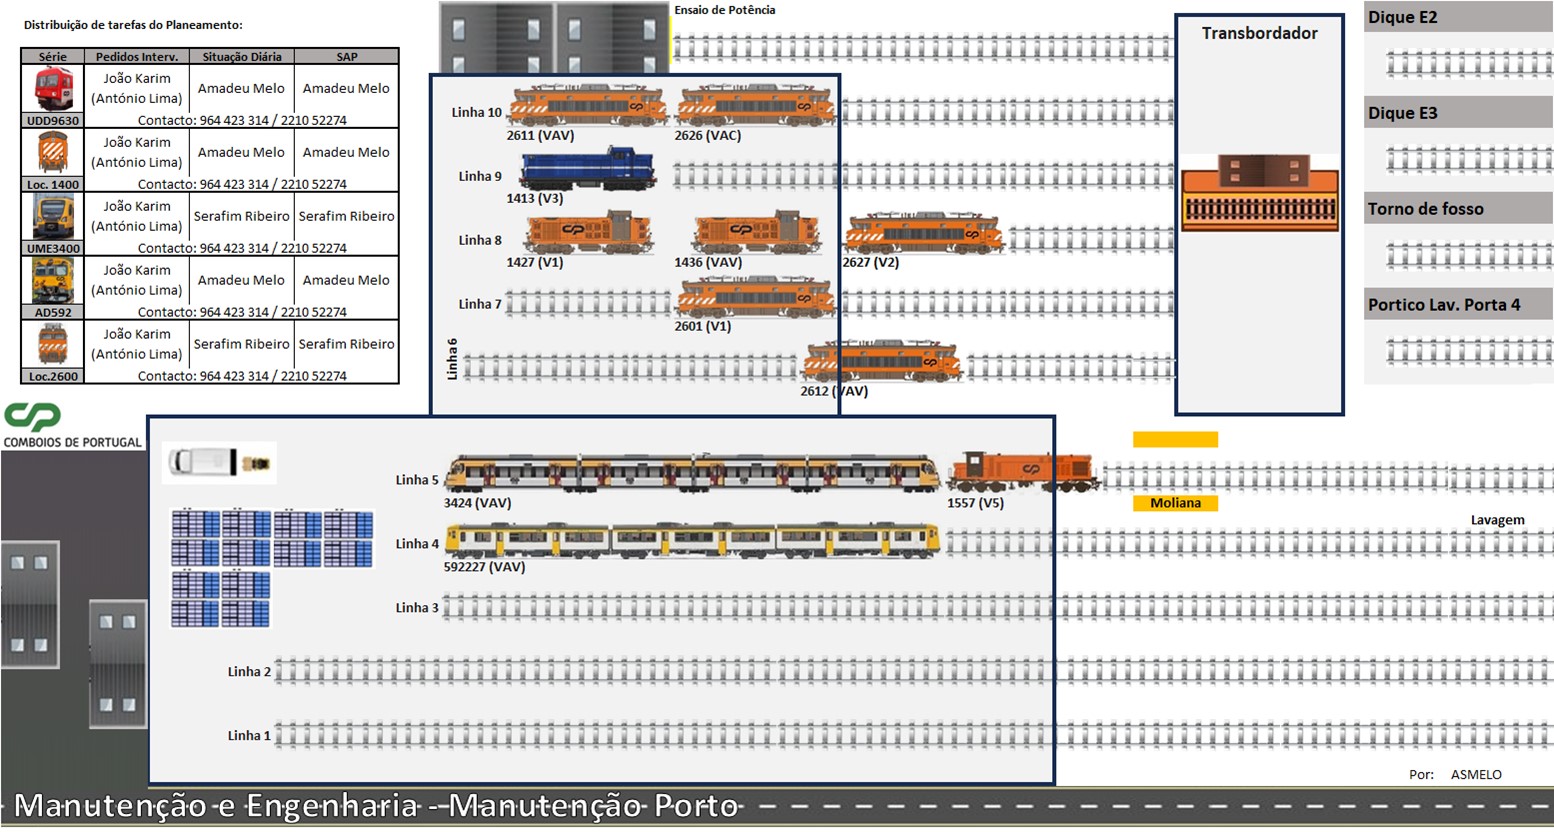 Distribuição de tarefas do Planeamento:
Série Pedidos Interv. Situação Diária SAP
João Karim
(António Lima) Amadeu Melo Amadeu Melo
UDD9630 Contacto: 964 423 314 / 2210 52274
João Karim
(António Lima) Amadeu Melo Amadeu Melo
Loc. 1400 Contacto: 964 423 314 / 2210 52274
João Karim
(António Lima) Serafim Ribeiro Serafim Ribeiro
UME3400 Contacto: 964 423 314 / 2210 52274
João Karim
(António Lima) Amadeu Melo Amadeu Melo
AD592 Contacto: 964 423 314 / 2210 52274
João Karim
(António Lima) Serafim Ribeiro Serafim Ribeiro
Loc.2600 Contacto: 964 423 314 / 2210 52274
CP
COMBOIOS DE PORTUGAL
Ensaio de Potência
Linha 10
2611 (VAV) 2626 (VAC)
Linha 9
1413 (V3)
Linha 8
1427 (V1) 1436 (VAV) 2627 (V2)
Linha 7
2601 (V1)
Linha 6
2612 (VAV)
Transbordador
Dique E2
Dique E3
Torno de fosso
Portico Lav. Porta 4
Linha 5
3424 (VAV) 1557 (V5)
Moliana
Lavagem
Linha 4
592227 (VAV)
Linha 3
Linha 2
Linha 1
Por: ASMELO
Manutenção e Engenharia - Manutenção Porto